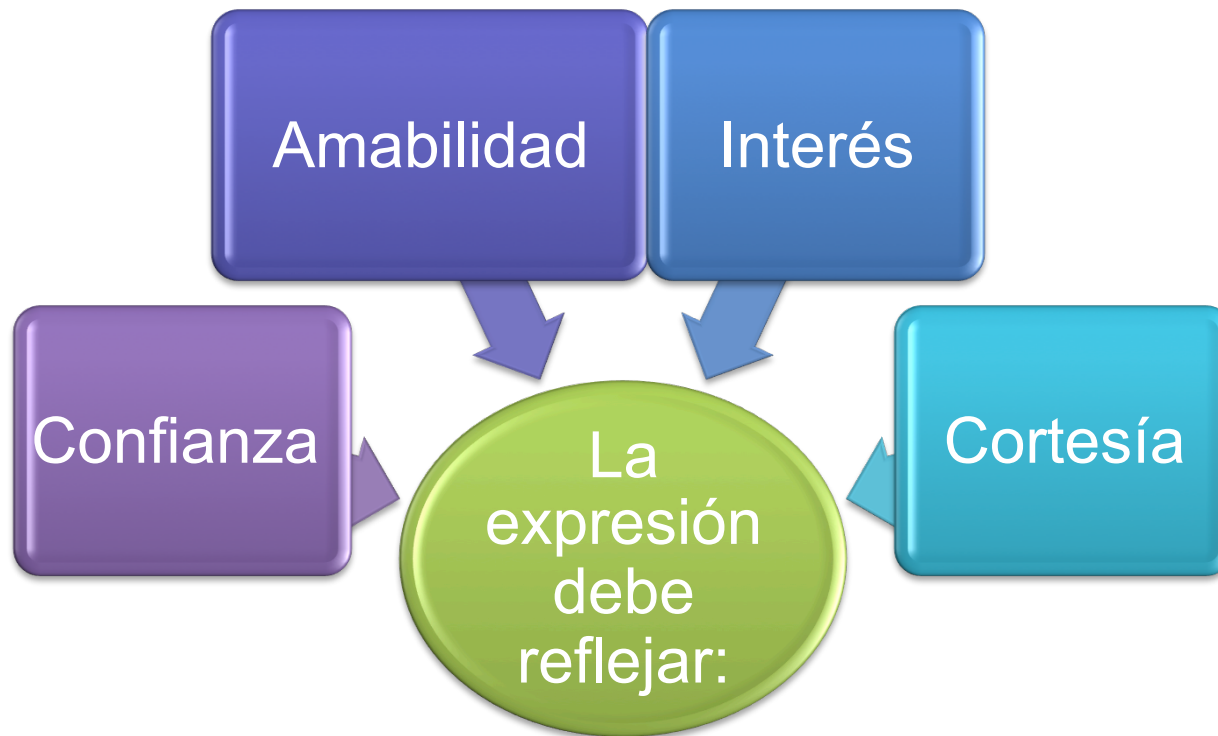 Amabilidad
Interés
Confianza
Cortesía
La
expresión
debe
reflejar: